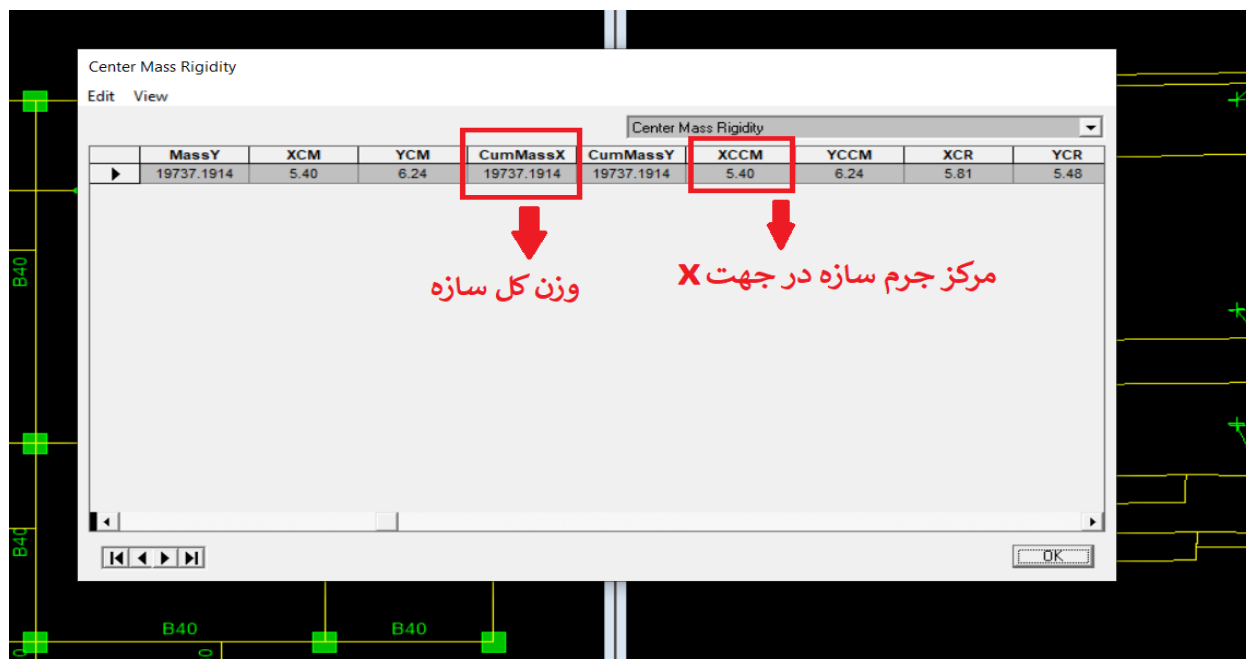 Center Mass Rigidity
Edit View
Center Mass Rigidity
MassY XCM YCM CumMassX CumMassY XCCM YCCM XCR YCR
19737.1914 5.40 6.24 19737.1914 19737.1914 5.40 6.24 5.81 5.48
وزن کل سازه
مرکز جرم سازه در جهت X
B40
B40
OK
B40 B40